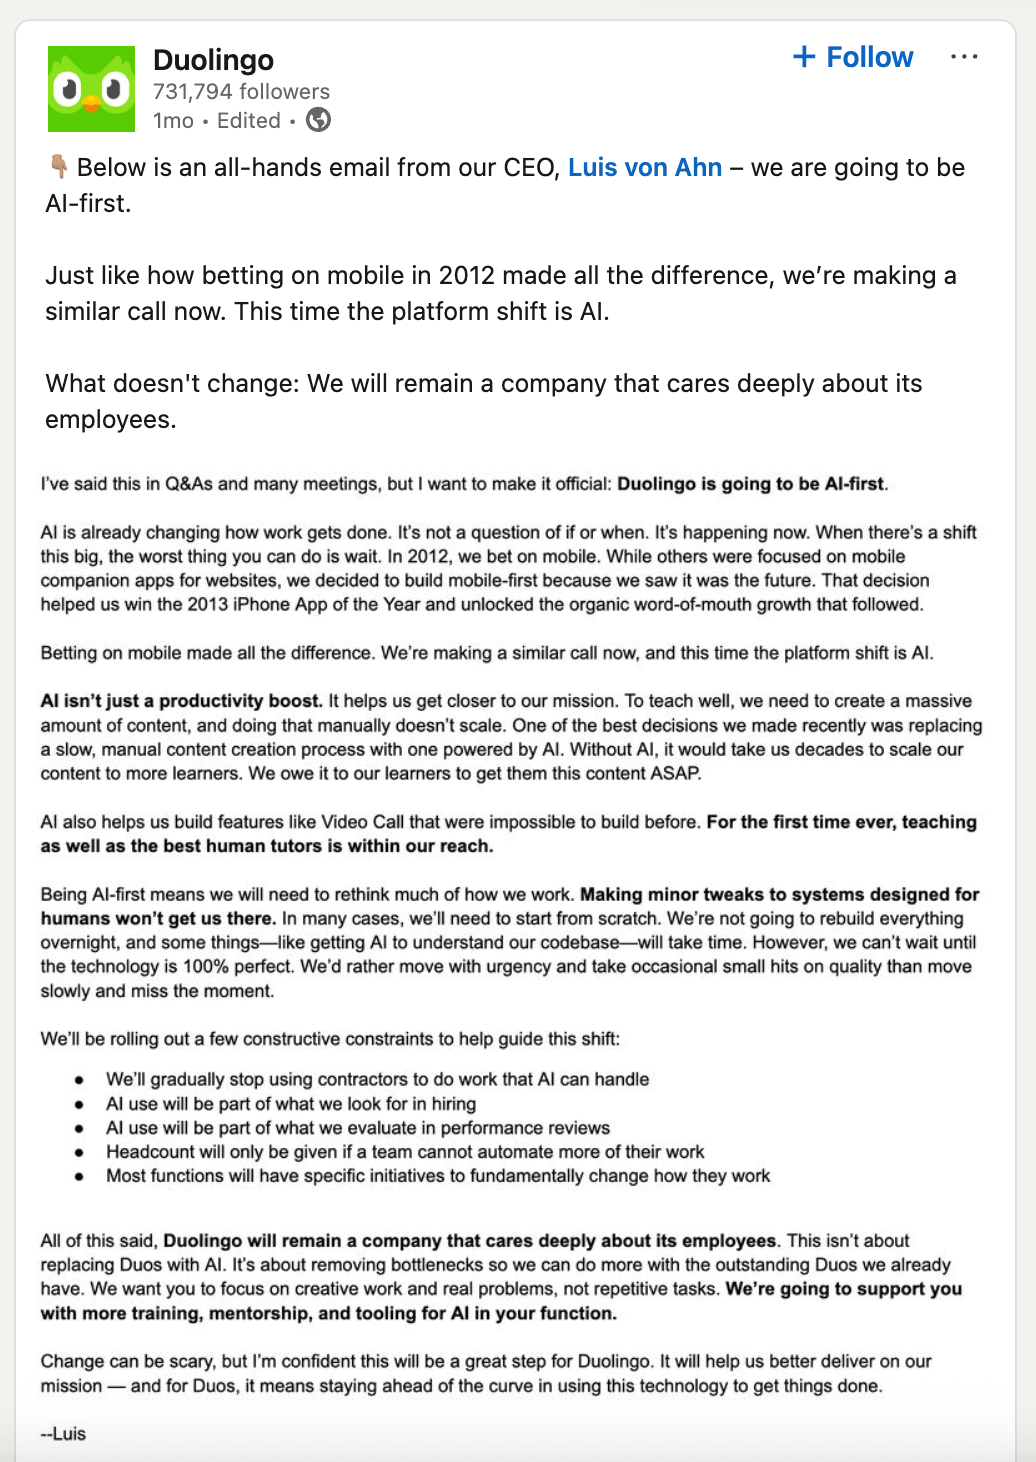 Duolingo
+ Follow
...
731,794 followers
1mo • Edited •
👇🏽 Below is an all-hands email from our CEO, Luis von Ahn – we are going to be
AI-first.
Just like how betting on mobile in 2012 made all the difference, we’re making a
similar call now. This time the platform shift is AI.
What doesn't change: We will remain a company that cares deeply about its
employees.
I’ve said this in Q&As and many meetings, but I want to make it official: Duolingo is going to be AI-first.
AI is already changing how work gets done. It’s not a question of if or when. It’s happening now. When there’s a shift
this big, the worst thing you can do is wait. In 2012, we bet on mobile. While others were focused on mobile
companion apps for websites, we decided to build mobile-first because we saw it was the future. That decision
helped us win the 2013 iPhone App of the Year and unlocked the organic word-of-mouth growth that followed.
Betting on mobile made all the difference. We’re making a similar call now, and this time the platform shift is AI.
AI isn’t just a productivity boost. It helps us get closer to our mission. To teach well, we need to create a massive
amount of content, and doing that manually doesn’t scale. One of the best decisions we made recently was replacing
a slow, manual content creation process with one powered by AI. Without AI, it would take us decades to scale our
content to more learners. We owe it to our learners to get them this content ASAP.
AI also helps us build features like Video Call that were impossible to build before. For the first time ever, teaching
as well as the best human tutors is within our reach.
Being AI-first means we will need to rethink much of how we work. Making minor tweaks to systems designed for
humans won’t get us there. In many cases, we’ll need to start from scratch. We’re not going to rebuild everything
overnight, and some things—like getting AI to understand our codebase—will take time. However, we can’t wait until
the technology is 100% perfect. We’d rather move with urgency and take occasional small hits on quality than move
slowly and miss the moment.
We’ll be rolling out a few constructive constraints to help guide this shift:
● We’ll gradually stop using contractors to do work that AI can handle
● AI use will be part of what we look for in hiring
● AI use will be part of what we evaluate in performance reviews
● Headcount will only be given if a team cannot automate more of their work
● Most functions will have specific initiatives to fundamentally change how they work
All of this said, Duolingo will remain a company that cares deeply about its employees. This isn’t about
replacing Duos with AI. It’s about removing bottlenecks so we can do more with the outstanding Duos we already
have. We want you to focus on creative work and real problems, not repetitive tasks. We’re going to support you
with more training, mentorship, and tooling for AI in your function.
Change can be scary, but I’m confident this will be a great step for Duolingo. It will help us better deliver on our
mission — and for Duos, it means staying ahead of the curve in using this technology to get things done.
--Luis